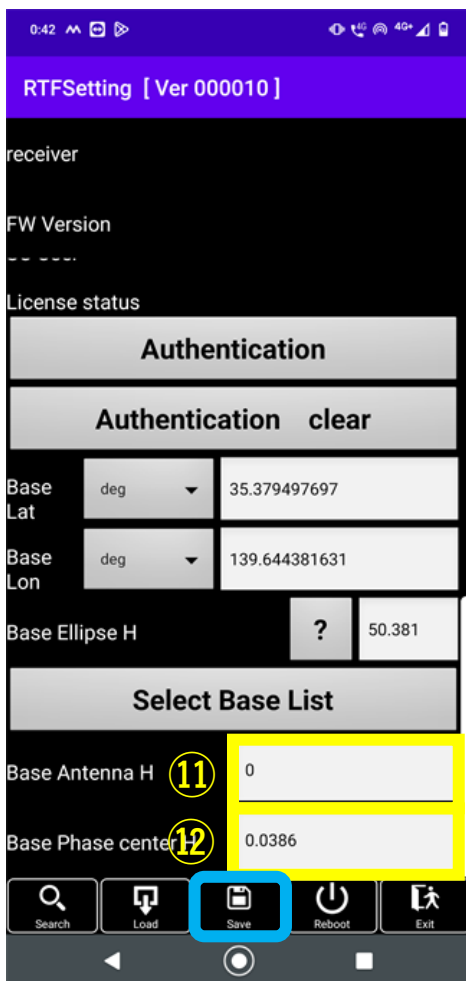 0:42
4G
4G+
RTFSetting [ Ver 000010 ]
receiver
FW Version
License status
Authentication
Authentication clear
Base Lat
deg
35.379497697
Base Lon
deg
139.644381631
Base Ellipse H
?
50.381
Select Base List
Base Antenna H
⑪
0
Base Phase center H
⑫
0.0386
Search
Load
Save
Reboot
Exit